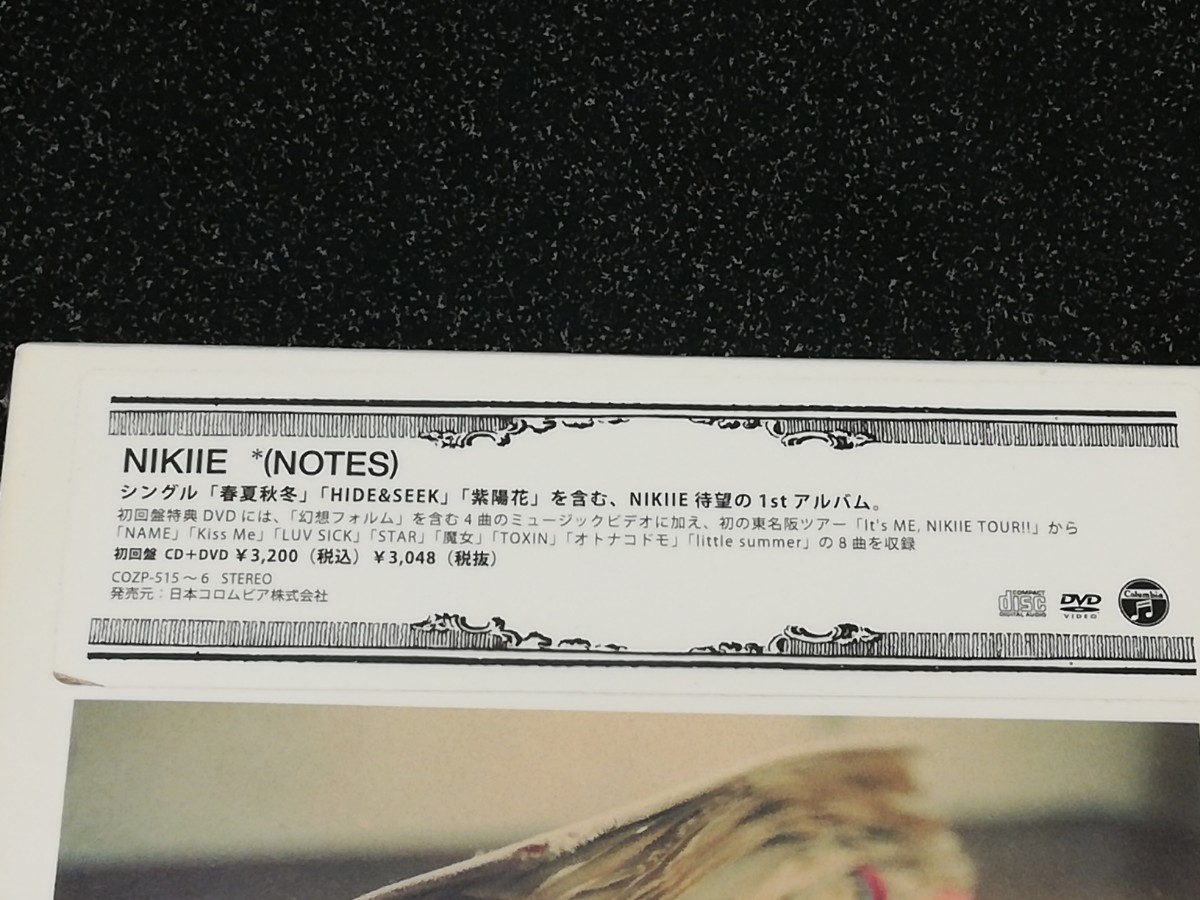 NIKIIE *(NOTES)
シングル「春夏秋冬」「HIDE&SEEK」「紫陽花」を含む、NIKIIE 待望の 1st アルバム。
初回盤特典 DVD には、「幻想フォルム」を含む 4 曲のミュージックビデオに加え、初の東名阪ツアー「It's ME, NIKIIE TOUR!!」から
「NAME」「Kiss Me」「LUV SICK」「STAR」「魔女」「TOXIN」「オトナコドモ」「little summer」の 8 曲を収録
初回盤 CD+DVD ¥3,200（税込）¥3,048（税抜）
COZP-515～6 STEREO
発売元：日本コロムビア株式会社
COMPACT
disc
DIGITAL AUDIO
DVD
VIDEO
Columbia